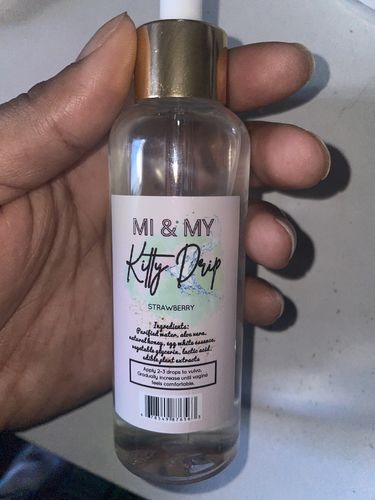 MI & MY
Kitty Drip
STRAWBERRY
Ingredients:
Purified water, aloe vera,
natural honey, egg white essence,
vegetable glycerin, lactic acid,
edible plant extracts
Apply 2-3 drops to vulva.
Gradually increase until vagina
feels comfortable.